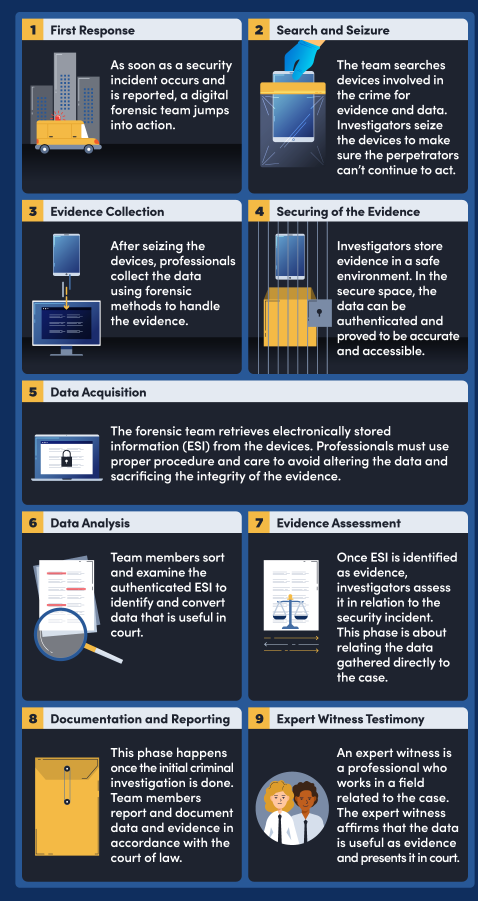 1 First Response
As soon as a security
incident occurs and
is reported, a digital
forensic team jumps
into action.
2 Search and Seizure
The team searches
devices involved in
the crime for
evidence and data.
Investigators seize
the devices to make
sure the perpetrators
can't continue to act.
3 Evidence Collection
After seizing the
devices, professionals
collect the data
using forensic
methods to handle
the evidence.
4 Securing of the Evidence
Investigators store
evidence in a safe
environment. In the
secure space, the
data can be
authenticated and
proved to be accurate
and accessible.
5 Data Acquisition
The forensic team retrieves electronically stored
information (ESI) from the devices. Professionals must use
proper procedure and care to avoid altering the data and
sacrificing the integrity of the evidence.
6 Data Analysis
Team members sort
and examine the
authenticated ESI to
identify and convert
data that is useful in
court.
7 Evidence Assessment
Once ESI is identified
as evidence,
investigators assess
it in relation to the
security incident.
This phase is about
relating the data
gathered directly to
the case.
8 Documentation and Reporting
This phase happens
once the initial criminal
investigation is done.
Team members
report and document
data and evidence in
accordance with the
court of law.
9 Expert Witness Testimony
An expert witness is
a professional who
works in a field
related to the case.
The expert witness
affirms that the data
is useful as evidence
and presents it in court.